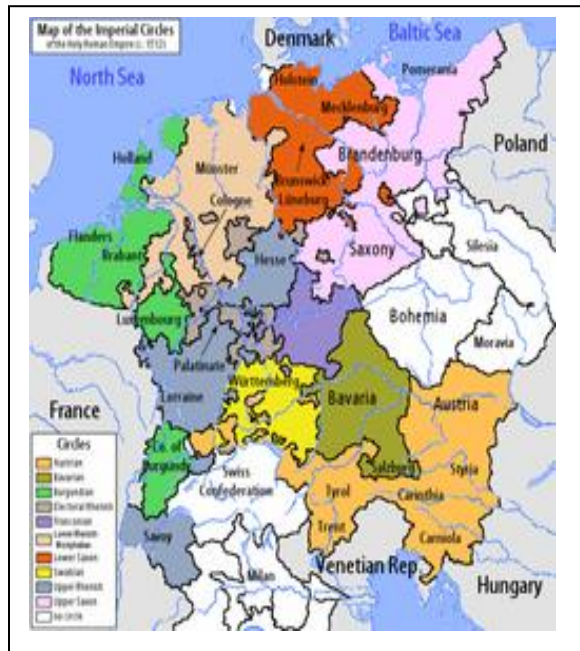 Map of the Imperial Circles
of the Holy Roman Empire (c. 1512)
Denmark
Baltic Sea
North Sea
Holstein
Pomerania
Mecklenburg
Poland
Holland
Münster
Brandenburg
Cologne
Brunswick-
Lüneburg
Flanders
Brabant
Hesse
Saxony
Silesia
Luxembourg
Bohemia
Moravia
Palatinate
Württemberg
Lorraine
Bavaria
Austria
France
Co. of
Burgundy
Swiss
Confederation
Salzburg
Styria
Tyrol
Carinthia
Trent
Carniola
Savoy
Venetian Rep
Milan
Hungary
Circles
Austrian
Bavarian
Burgundian
Electoral Rhenish
Franconian
Lower Rhenish-
Westphalian
Lower Saxon
Swabian
Upper Rhenish
Upper Saxon
no circle